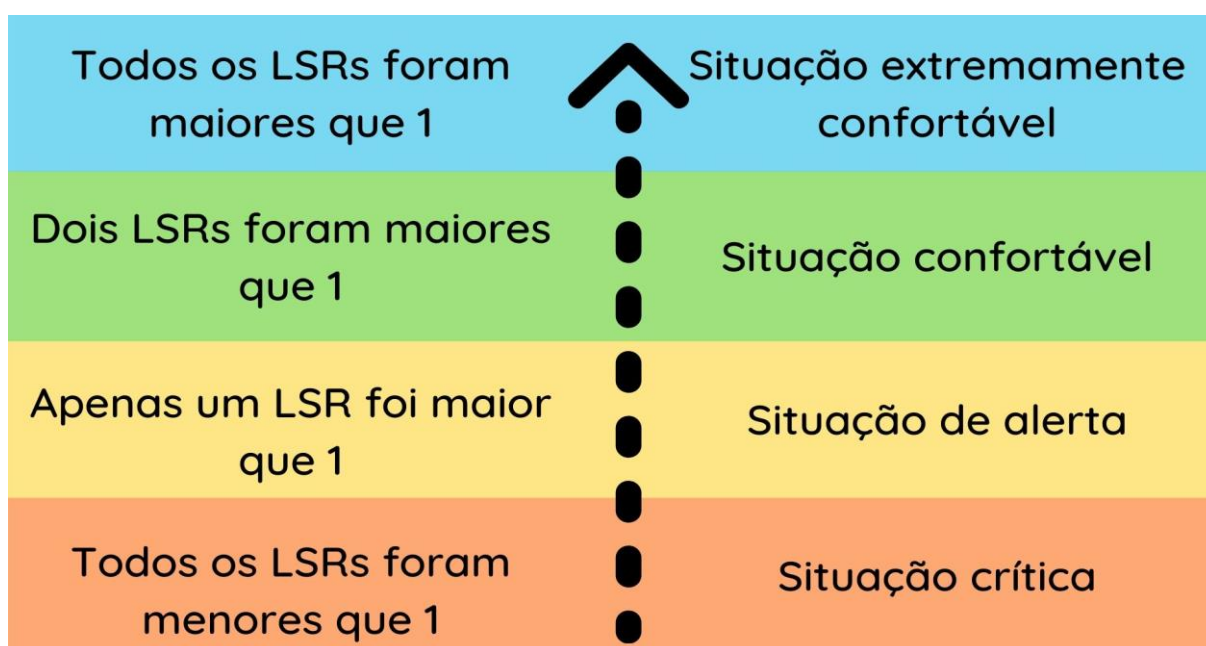 Todos os LSRs foram
maiores que 1
Situação extremamente
confortável
Dois LSRs foram maiores
que 1
Situação confortável
Apenas um LSR foi maior
que 1
Situação de alerta
Todos os LSRs foram
menores que 1
Situação crítica